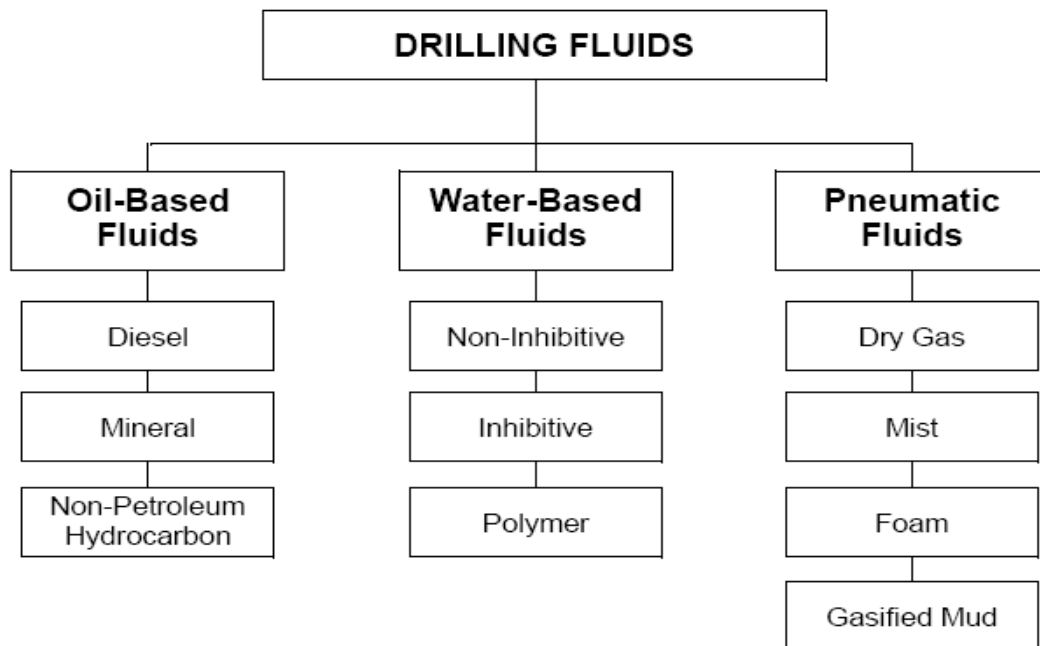 DRILLING FLUIDS
Oil-Based
Fluids
Diesel
Mineral
Non-Petroleum
Hydrocarbon
Water-Based
Fluids
Non-Inhibitive
Inhibitive
Polymer
Pneumatic
Fluids
Dry Gas
Mist
Foam
Gasified Mud